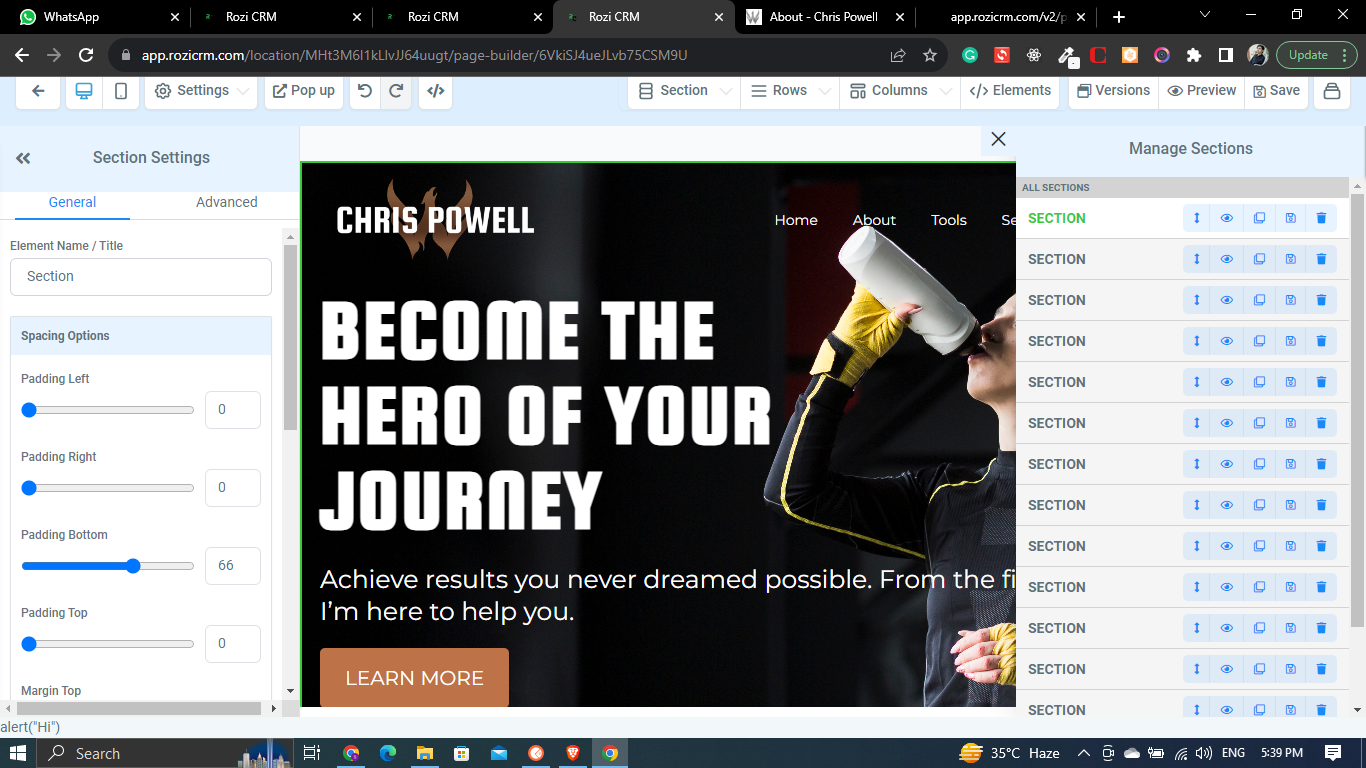 WhatsApp
Rozi CRM
Rozi CRM
Rozi CRM
About - Chris Powell
app.rozicrm.com/v2/p
app.rozicrm.com/location/MHt3M6I1kLlvJJ64uugt/page-builder/6VkiSJ4ueJLvb75CSM9U
Update
Settings
Pop up
Section
Rows
Columns
Elements
Versions
Preview
Save
Section Settings
General
Advanced
Element Name / Title
Section
Spacing Options
Padding Left
0
Padding Right
0
Padding Bottom
66
Padding Top
0
Margin Top
CHRIS POWELL
Home
About
Tools
Se
BECOME THE
HERO OF YOUR
JOURNEY
Achieve results you never dreamed possible. From the fi
I'm here to help you.
LEARN MORE
Manage Sections
ALL SECTIONS
SECTION
SECTION
SECTION
SECTION
SECTION
SECTION
SECTION
SECTION
SECTION
SECTION
SECTION
SECTION
SECTION
alert("Hi")
Search
35°C Haze
ENG
5:39 PM